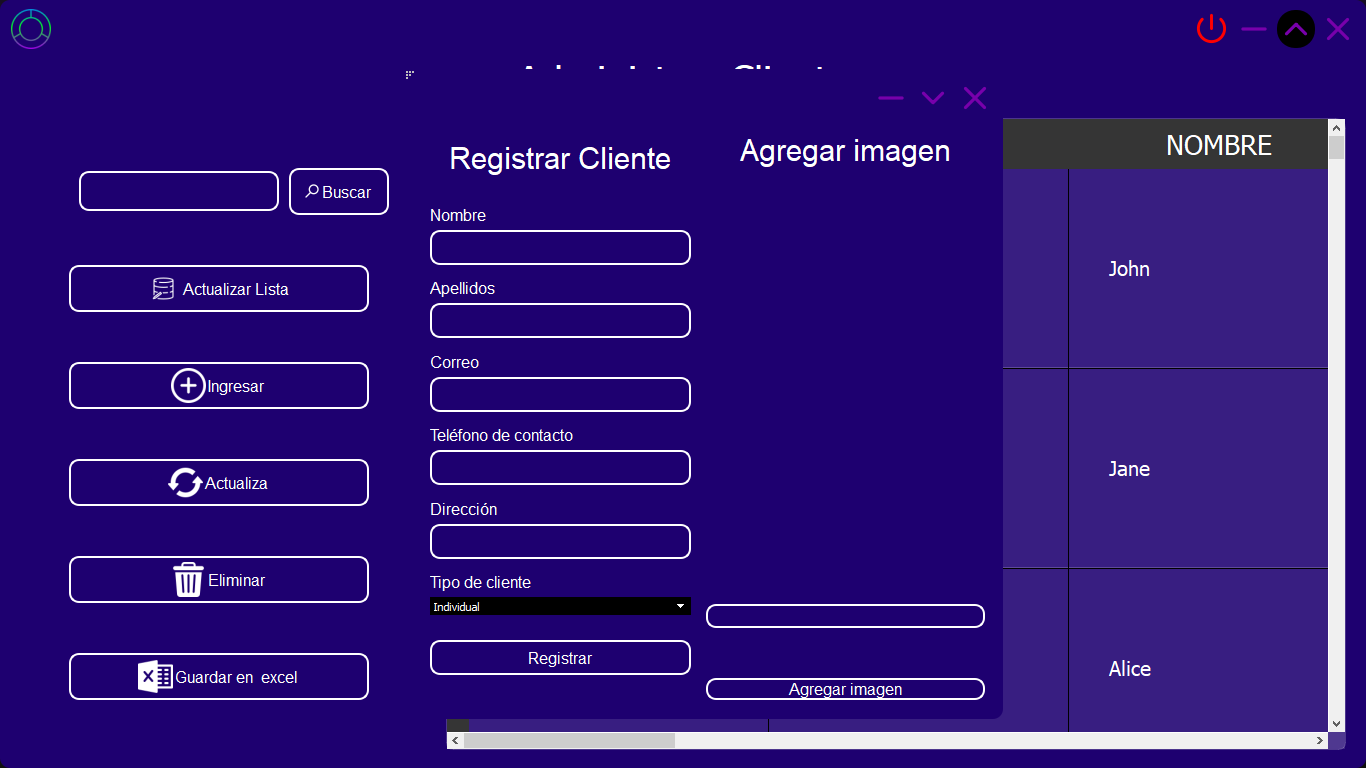 Buscar
Actualizar Lista
Ingresar
Actualiza
Eliminar
Guardar en excel
Registrar Cliente
Nombre
Apellidos
Correo
Teléfono de contacto
Dirección
Tipo de cliente
Individual
Registrar
Agregar imagen
Agregar imagen
NOMBRE
John
Jane
Alice